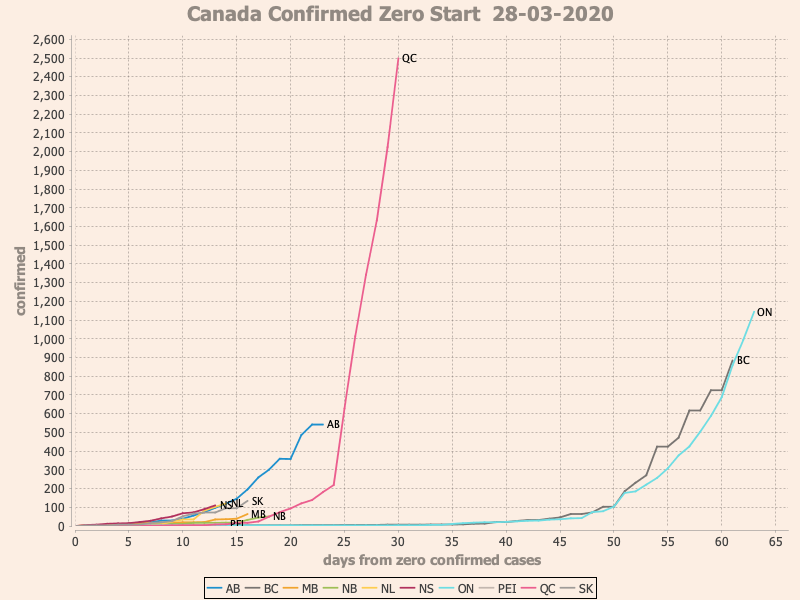 Canada Confirmed Zero Start 28-03-2020
2,600
2,500
2,400
2,300
2,200
2,100
2,000
1,900
1,800
1,700
1,600
1,500
1,400
1,300
1,200
1,100
1,000
900
800
700
600
500
400
300
200
100
0
confirmed
QC
ON
BC
AB
SK
NS
NL
MB
NB
PEI
0 5 10 15 20 25 30 35 40 45 50 55 60 65
days from zero confirmed cases
AB BC MB NB NL NS ON PEI QC SK